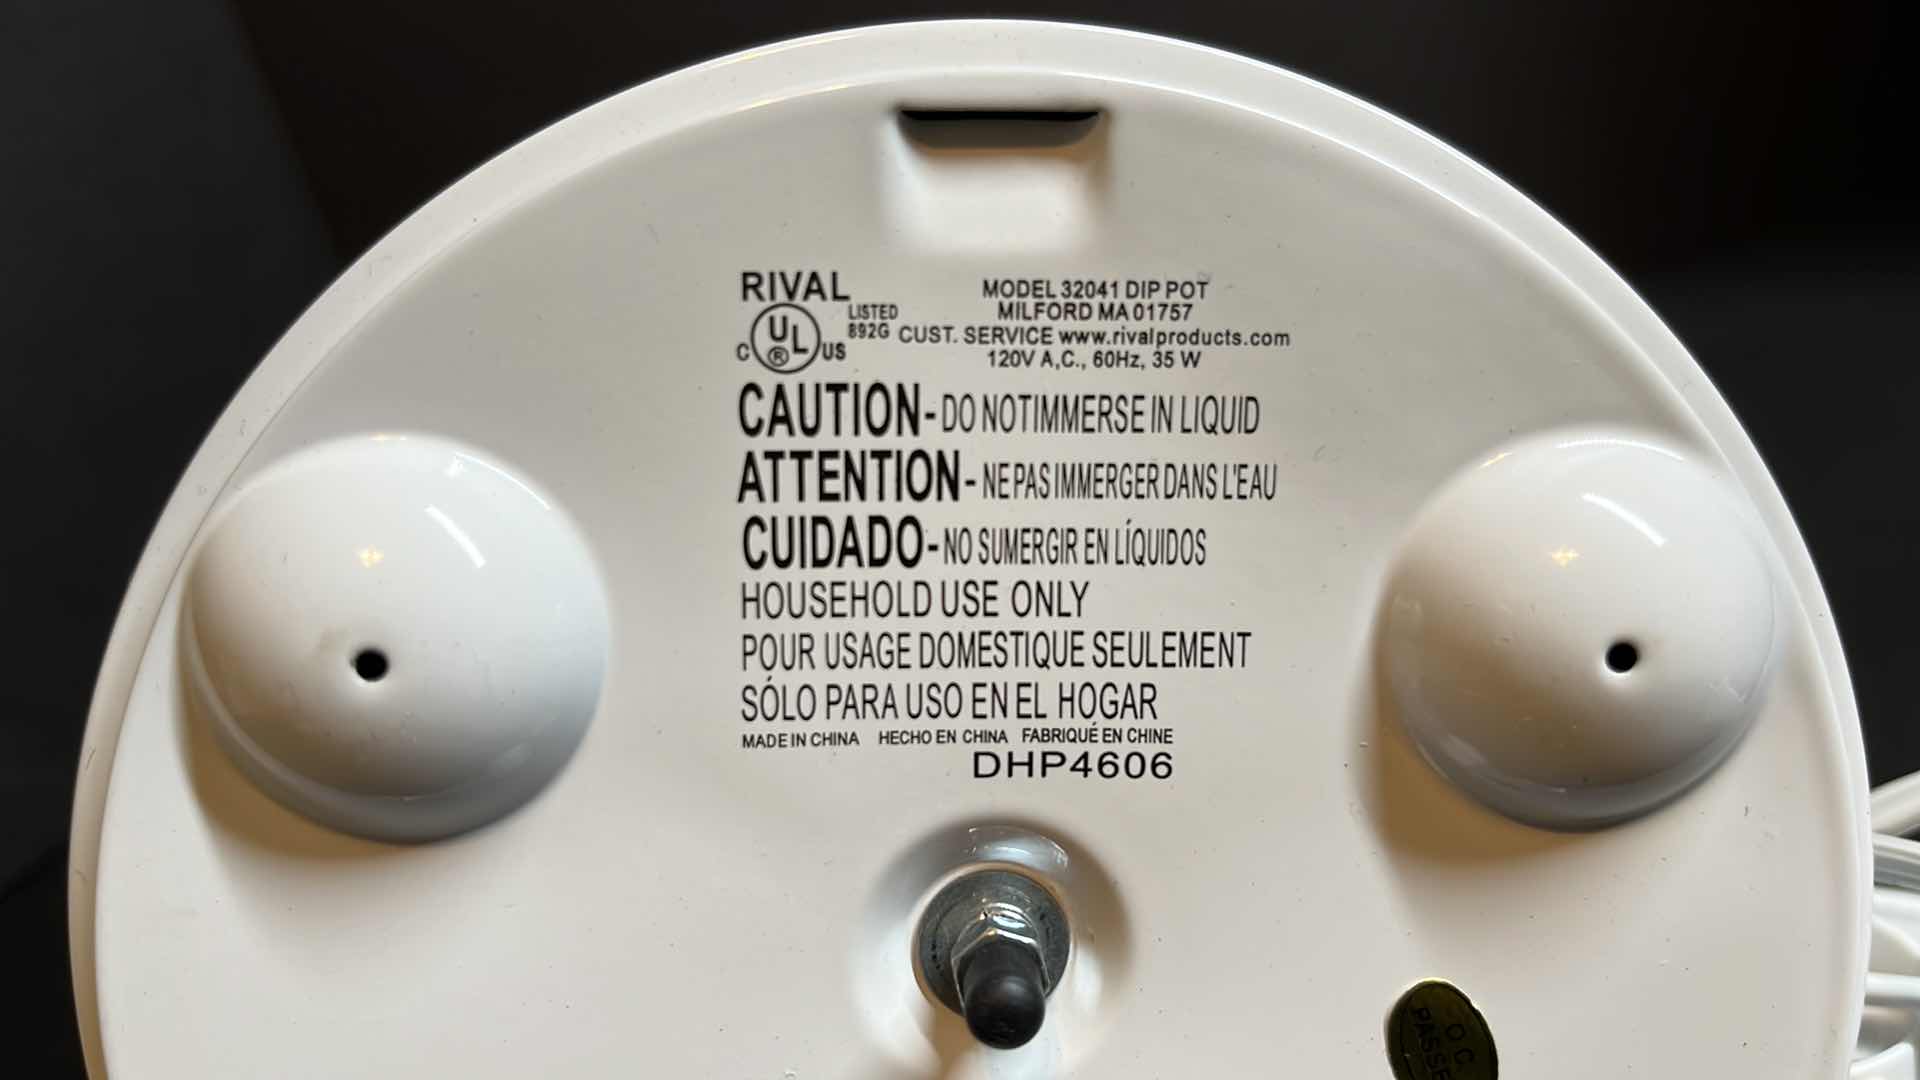 RIVAL
C UL ® US
LISTED
892G
MODEL 32041 DIP POT
MILFORD MA 01757
CUST. SERVICE www.rivalproducts.com
120V A,C., 60Hz, 35 W
CAUTION- DO NOT IMMERSE IN LIQUID
ATTENTION- NE PAS IMMERGER DANS L'EAU
CUIDADO- NO SUMERGIR EN LÍQUIDOS
HOUSEHOLD USE ONLY
POUR USAGE DOMESTIQUE SEULEMENT
SÓLO PARA USO EN EL HOGAR
MADE IN CHINA HECHO EN CHINA FABRIQUÉ EN CHINE
DHP4606